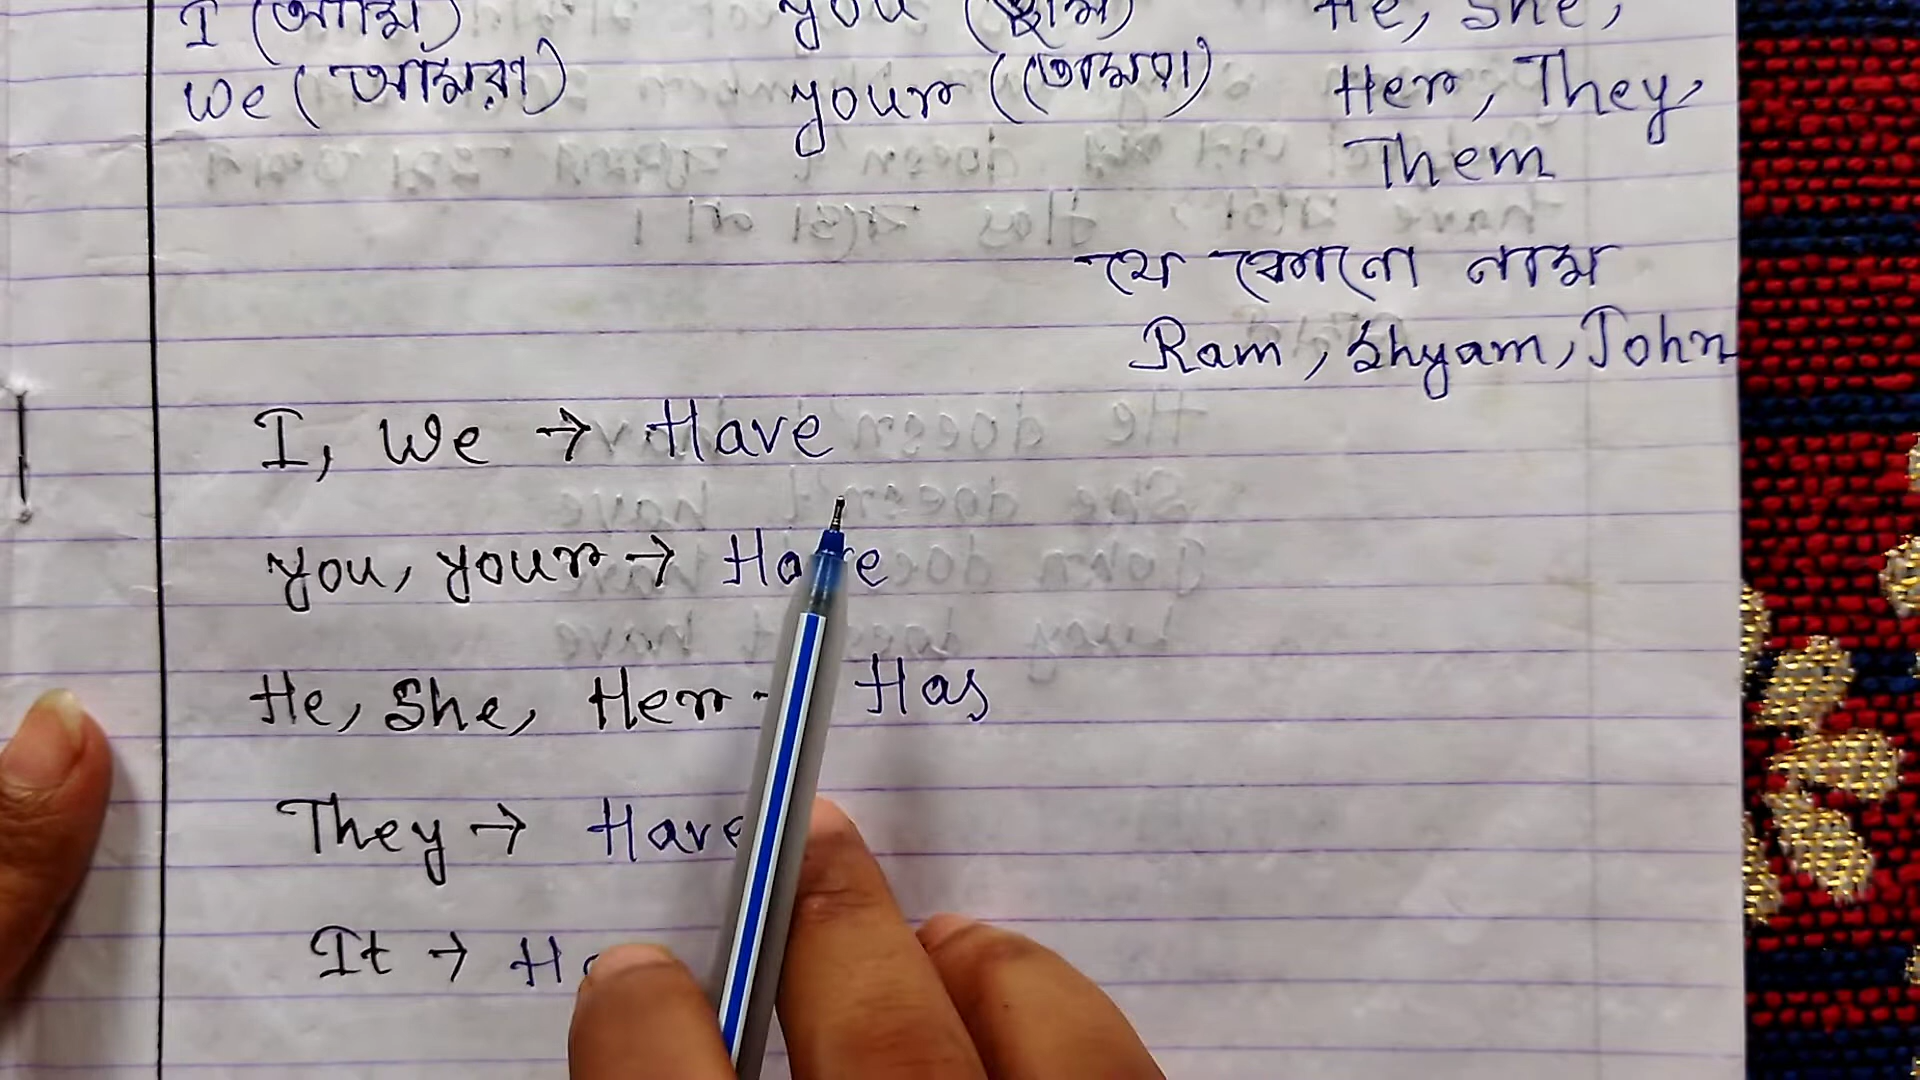 I (আমি) you (তুমি) He, She,
We (আমরা) your (তোমরা) Her, They,
Them
যে কোনো নাম
Ram, Shyam, John
I, We → Have
you, your → Have
He, She, Her - Has
They → Have
It →